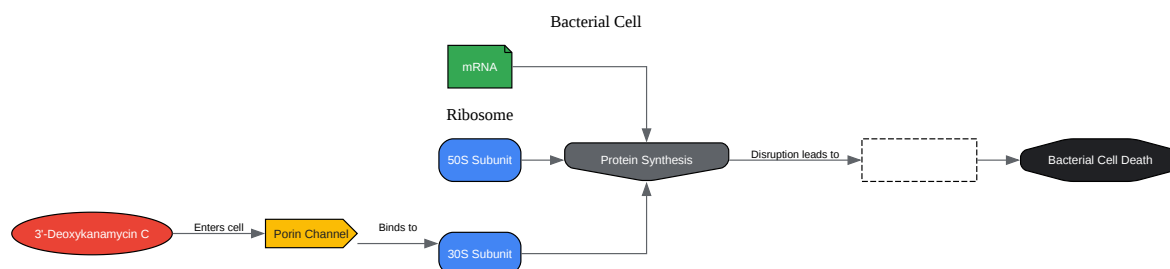 Bacterial Cell
mRNA
Ribosome
50S Subunit
Protein Synthesis
Disruption leads to
Bacterial Cell Death
3'-Deoxykanamycin C
Enters cell
Porin Channel
Binds to
30S Subunit